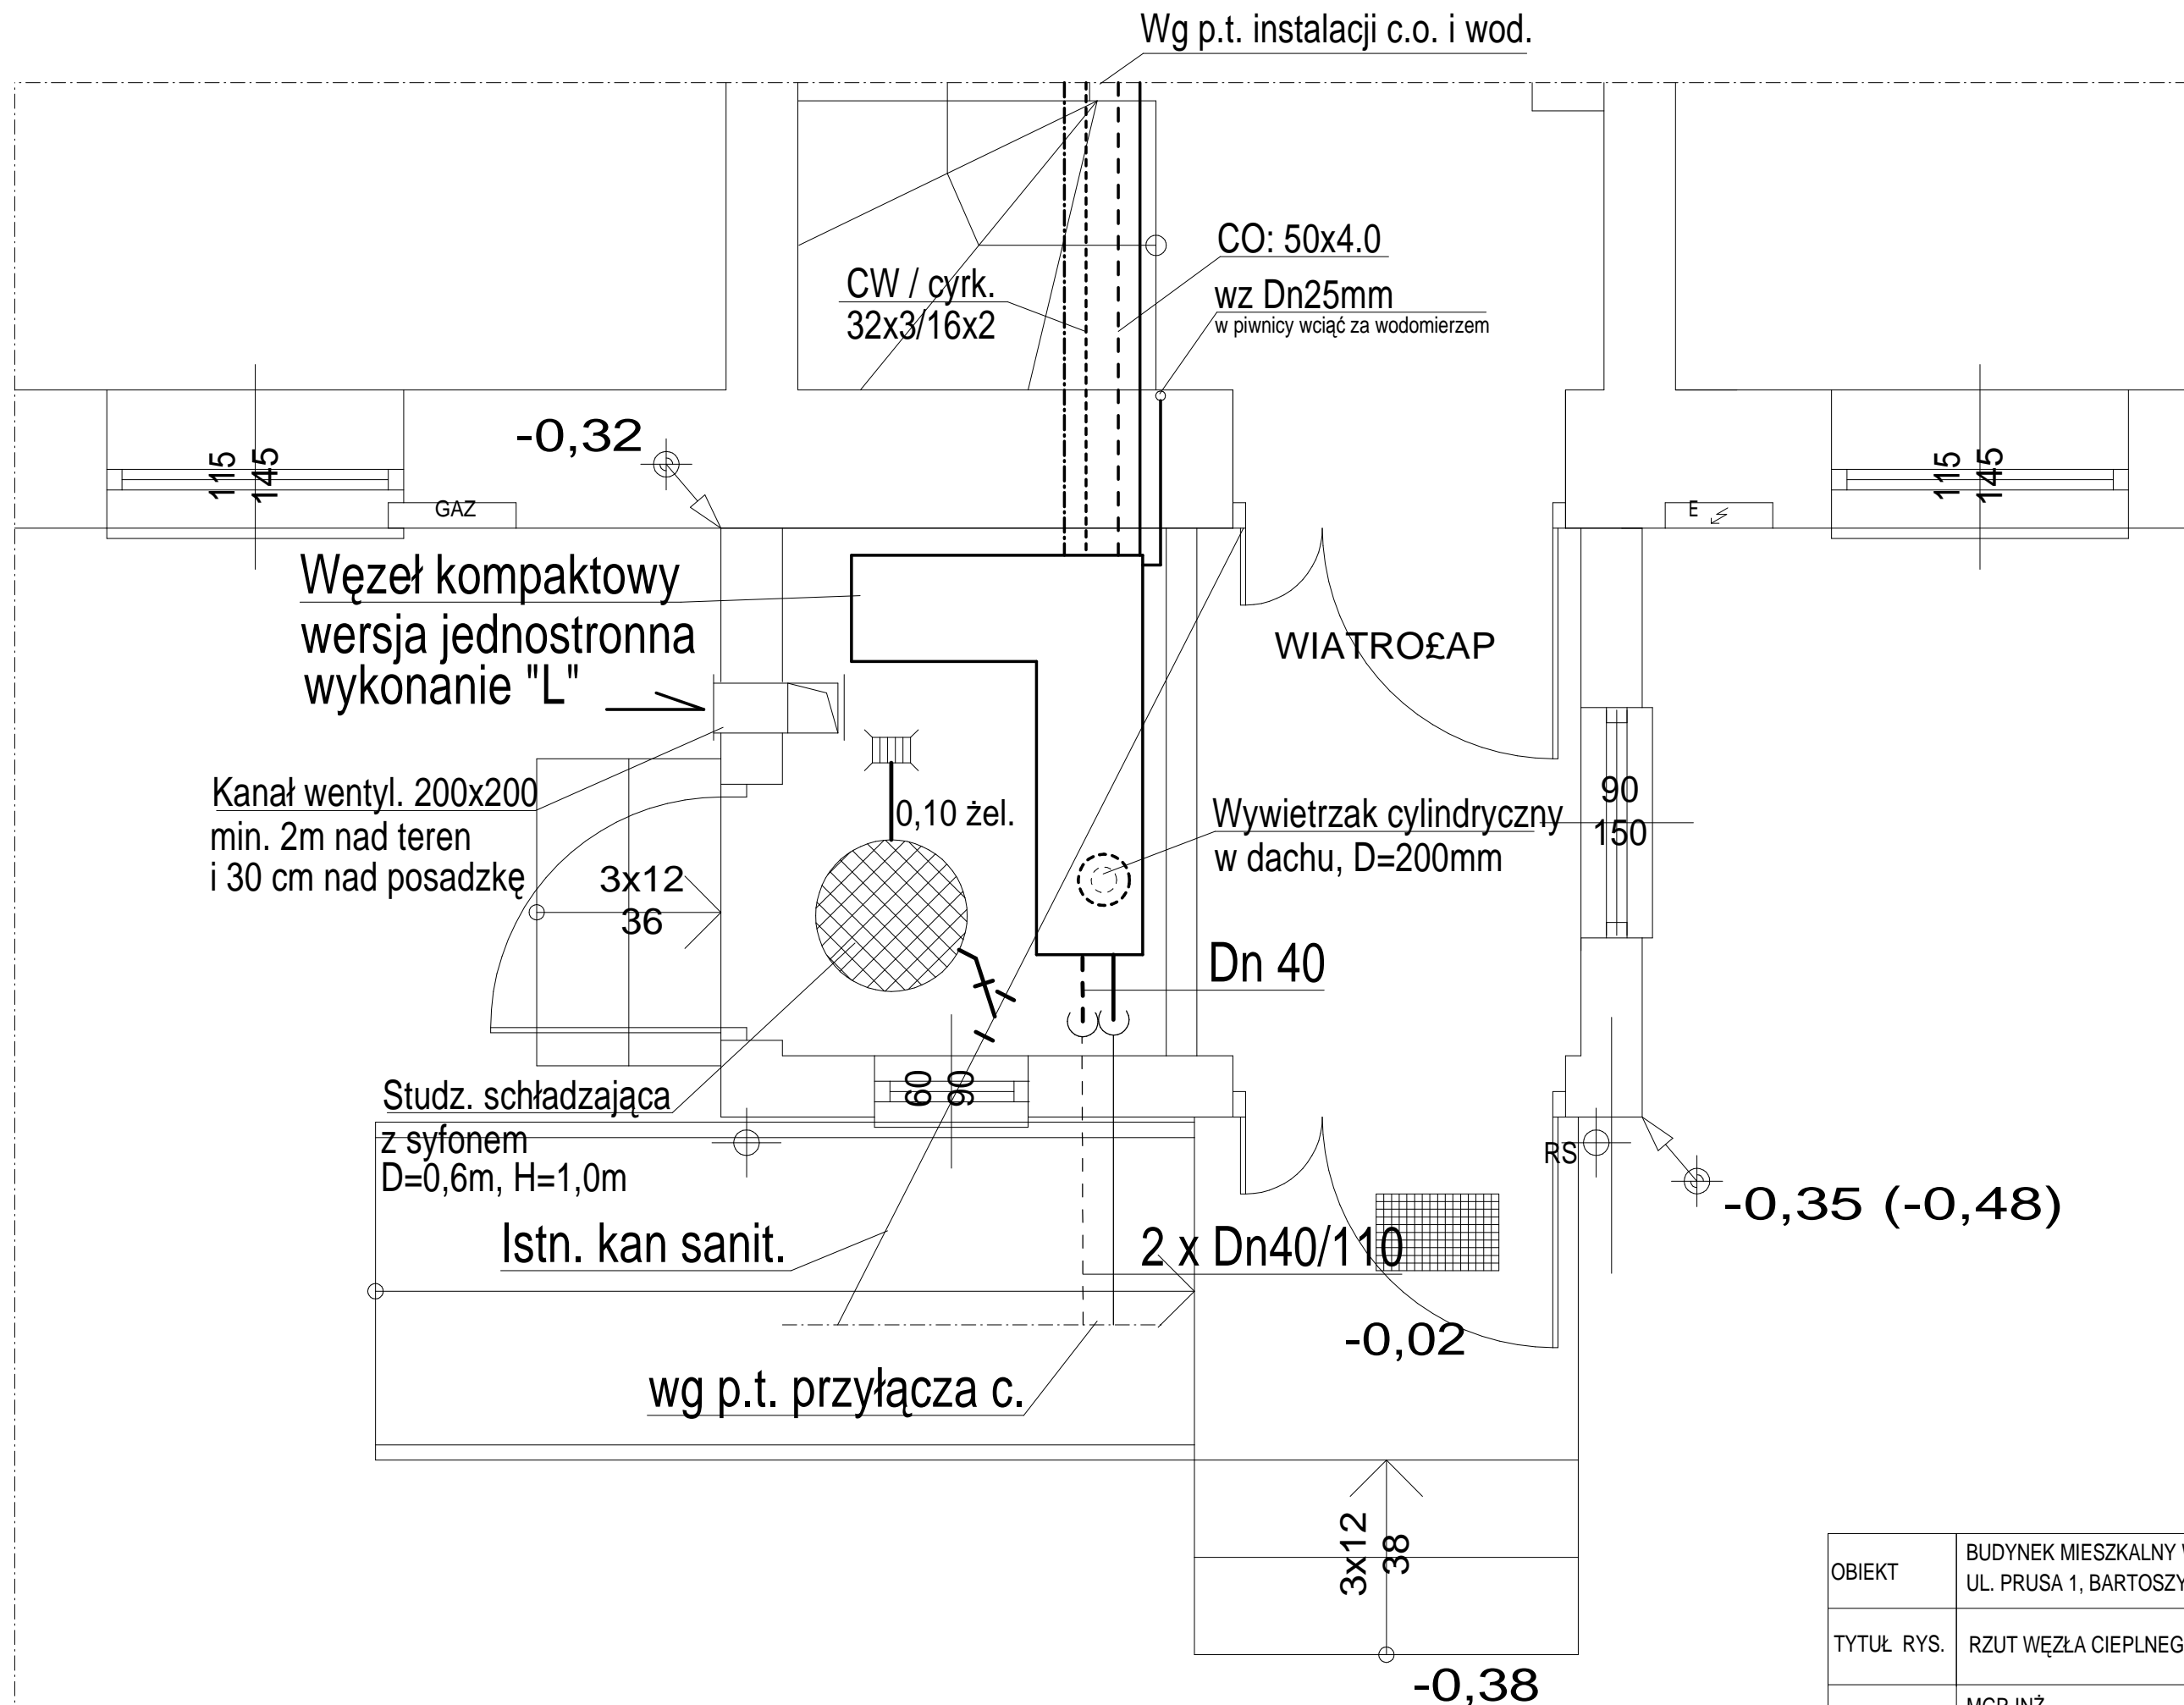 Wg p.t. instalacji c.o. i wod.
CO: 50x4.0
CW / cyrk.
32x3/16x2
wz Dn25mm
w piwnicy wciąć za wodomierzem
-0,32
115
145
GAZ
115
145
E
Węzeł kompaktowy
wersja jednostronna
wykonanie "L"
WIATRO£AP
Kanał wentyl. 200x200
min. 2m nad teren
i 30 cm nad posadzkę
0,10 żel.
Wywietrzak cylindryczny
w dachu, D=200mm
90
150
3x12
36
Dn 40
Studz. schładzająca
z syfonem
D=0,6m, H=1,0m
60
90
RS
-0,35 (-0,48)
Istn. kan sanit.
2 x Dn40/110
-0,02
wg p.t. przyłącza c.
3x12
38
-0,38
OBIEKT
BUDYNEK MIESZKALNY
UL. PRUSA 1,
TYTUŁ RYS.
RZUT WĘZŁA
MGR INŻ.